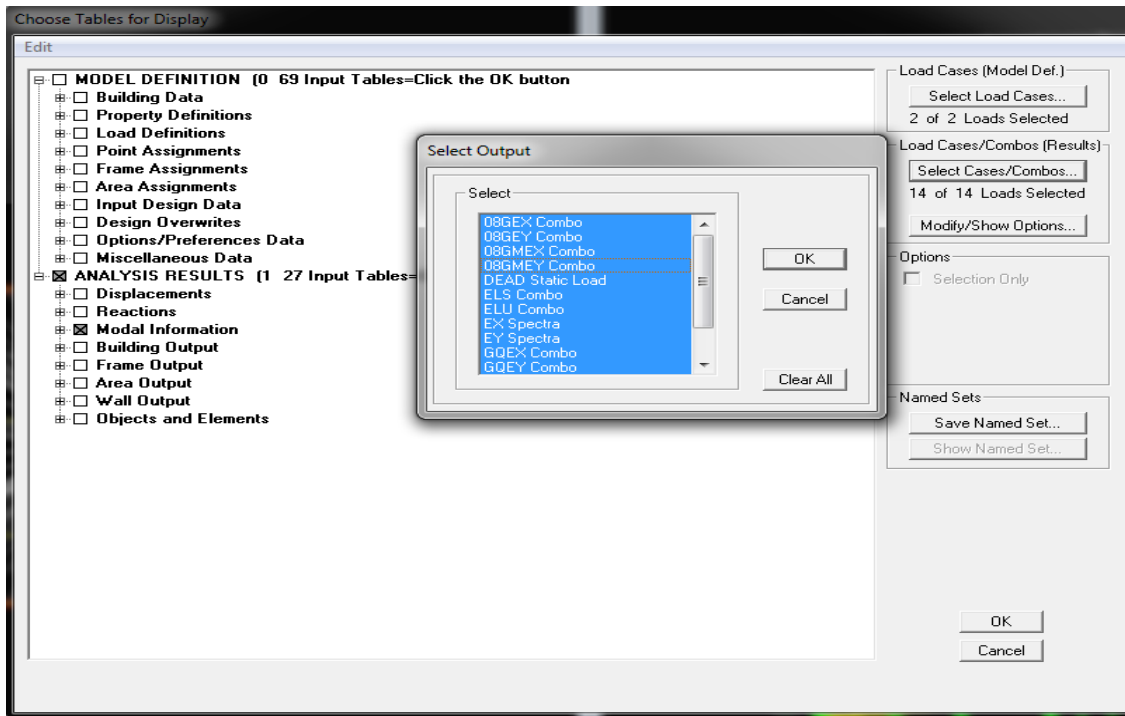 Choose Tables for Display
Edit
MODEL DEFINITION (0 69 Input Tables=Click the OK button
Building Data
Property Definitions
Load Definitions
Point Assignments
Frame Assignments
Area Assignments
Input Design Data
Design Overwrites
Options/Preferences Data
Miscellaneous Data
ANALYSIS RESULTS (1 27 Input Tables=
Displacements
Reactions
Modal Information
Building Output
Frame Output
Area Output
Wall Output
Objects and Elements
Select Output
Select
08GEX Combo
08GEY Combo
08GMEX Combo
08GMEY Combo
DEAD Static Load
ELS Combo
ELU Combo
EX Spectra
EY Spectra
GQEX Combo
GQEY Combo
OK
Cancel
Clear All
Load Cases (Model Def.)
Select Load Cases...
2 of 2 Loads Selected
Load Cases/Combos (Results)
Select Cases/Combos...
14 of 14 Loads Selected
Modify/Show Options...
Options
Selection Only
Named Sets
Save Named Set...
Show Named Set...
OK
Cancel